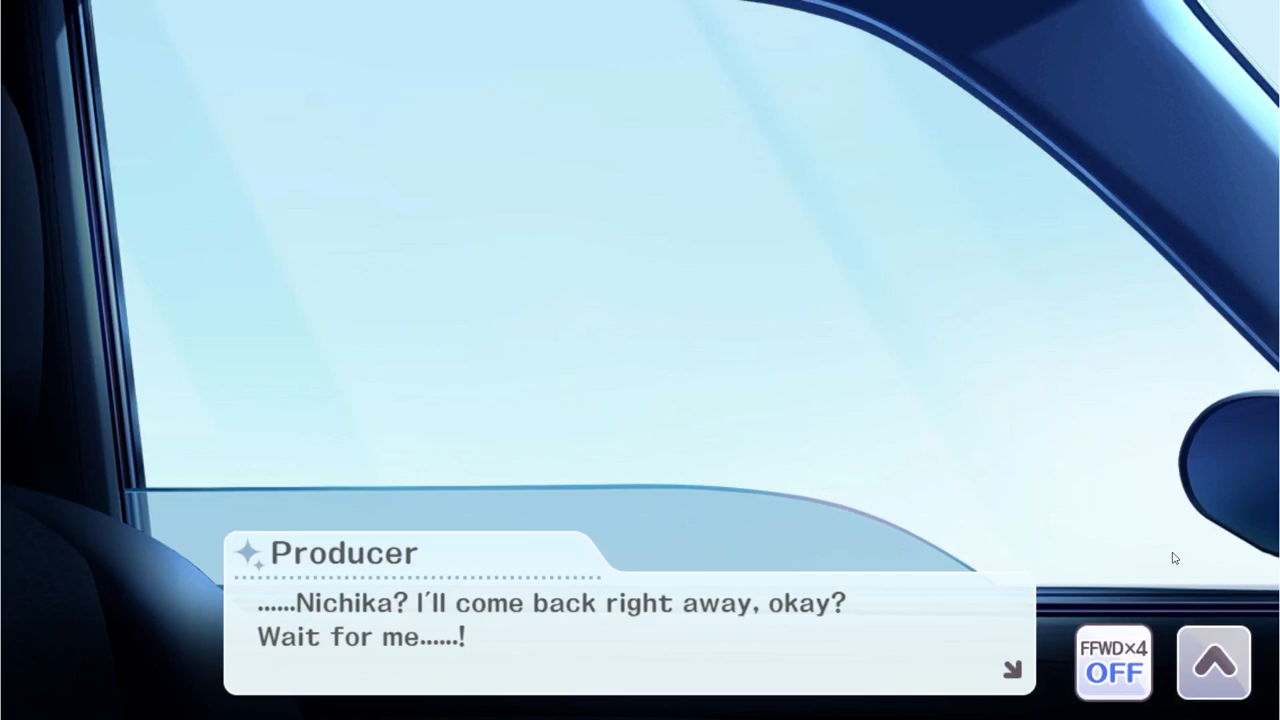 Producer
......Nichika? I'll come back right away, okay?
Wait for me......!
FFWD×4
OFF